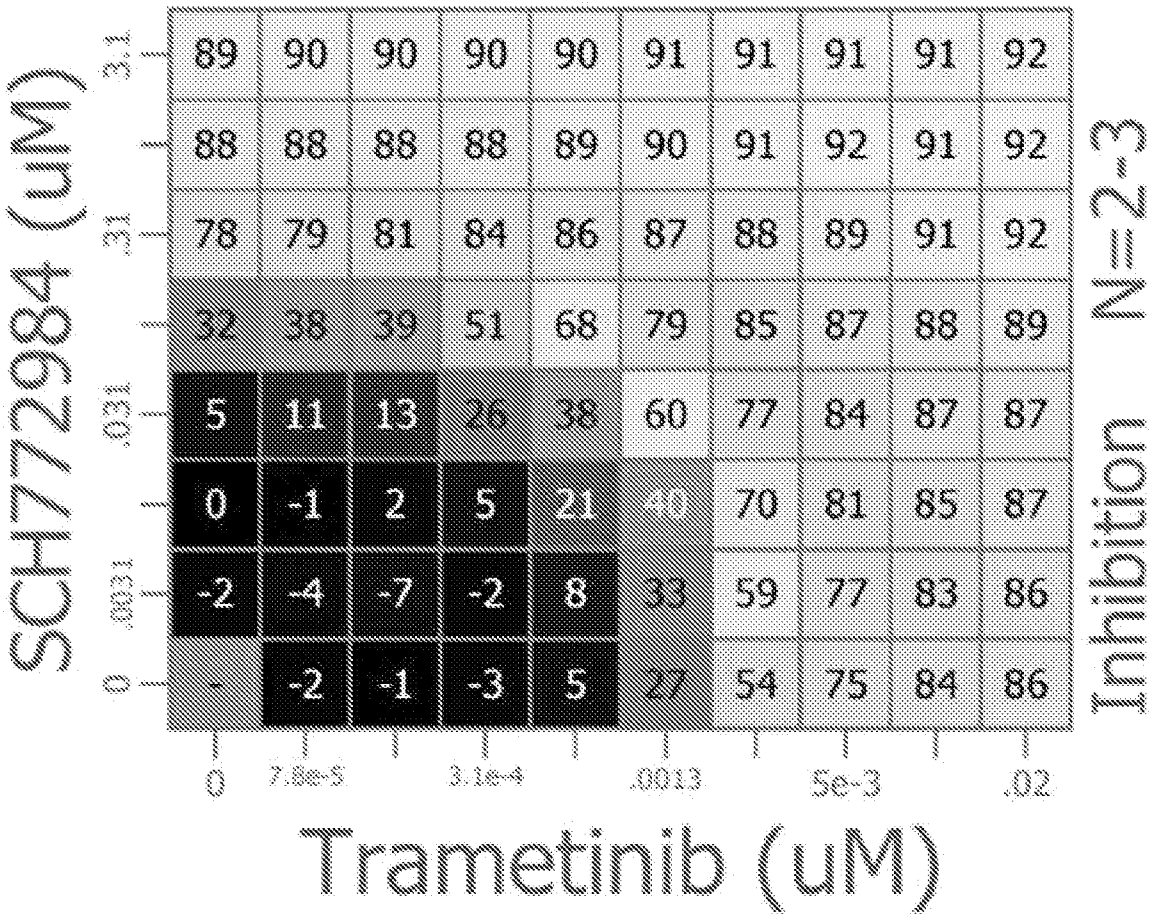 SCH772984 (uM)
3.1 89 90 90 90 90 91 91 91 91 92
88 88 88 88 89 90 91 92 91 92
.31 78 79 81 84 86 87 88 89 91 92
32 38 39 51 68 79 85 87 88 89
.031 5 11 13 26 38 60 77 84 87 87
0 -1 2 5 21 40 70 81 85 87
.0031 -2 -4 -7 -2 8 33 59 77 83 86
0 - -2 -1 -3 5 27 54 75 84 86
0 7.8e-5 3.1e-4 .0013 5e-3 .02
Trametinib (uM)
Inhibition N=2-3